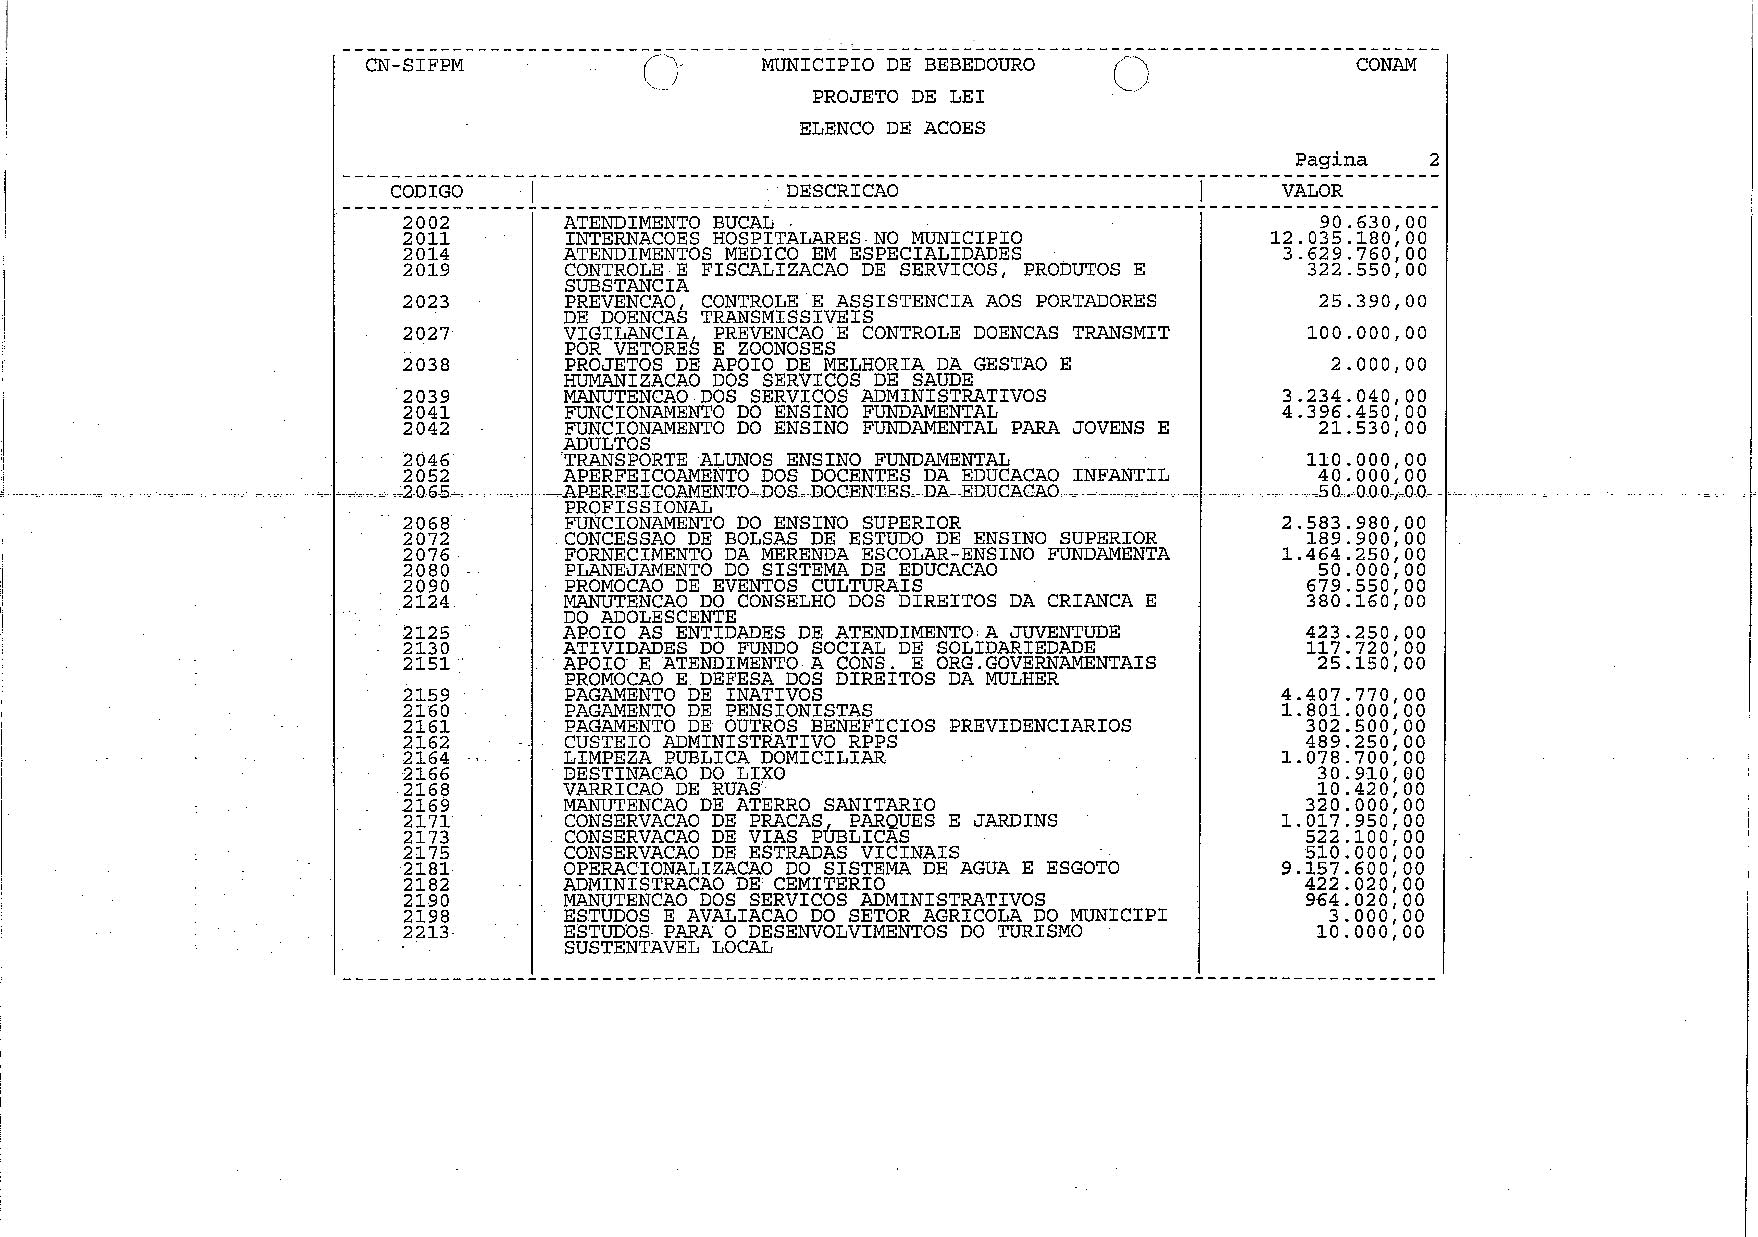 CN-SIFPM MUNICIPIO DE BEBEDOURO CONAM
PROJETO DE LEI
ELENCO DE ACOES
Pagina 2
CODIGO DESCRICAO VALOR
2002 ATENDIMENTO BUCAL 90.630,00
2011 INTERNACOES HOSPITALARES NO MUNICIPIO 12.035.180,00
2014 ATENDIMENTOS MEDICO EM ESPECIALIDADES 3.629.760,00
2019 CONTROLE E FISCALIZACAO DE SERVICOS, PRODUTOS E 322.550,00
SUBSTANCIA
2023 PREVENCAO, CONTROLE E ASSISTENCIA AOS PORTADORES 25.390,00
DE DOENCAS TRANSMISSIVEIS
2027 VIGILANCIA, PREVENCAO E CONTROLE DOENCAS TRANSMIT 100.000,00
POR VETORES E ZOONOSES
2038 PROJETOS DE APOIO DE MELHORIA DA GESTAO E 2.000,00
HUMANIZACAO DOS SERVICOS DE SAUDE
2039 MANUTENCAO DOS SERVICOS ADMINISTRATIVOS 3.234.040,00
2041 FUNCIONAMENTO DO ENSINO FUNDAMENTAL 4.396.450,00
2042 FUNCIONAMENTO DO ENSINO FUNDAMENTAL PARA JOVENS E 21.530,00
ADULTOS
2046 TRANSPORTE ALUNOS ENSINO FUNDAMENTAL 110.000,00
2052 APERFEICOAMENTO DOS DOCENTES DA EDUCACAO INFANTIL 40.000,00
2065 APERFEICOAMENTO DOS DOCENTES DA EDUCACAO 50.000,00
PROFISSIONAL
2068 FUNCIONAMENTO DO ENSINO SUPERIOR 2.583.980,00
2072 CONCESSAO DE BOLSAS DE ESTUDO DE ENSINO SUPERIOR 189.900,00
2076 FORNECIMENTO DA MERENDA ESCOLAR-ENSINO FUNDAMENTA 1.464.250,00
2080 PLANEJAMENTO DO SISTEMA DE EDUCACAO 50.000,00
2090 PROMOCAO DE EVENTOS CULTURAIS 679.550,00
2124 MANUTENCAO DO CONSELHO DOS DIREITOS DA CRIANCA E 380.160,00
DO ADOLESCENTE
2125 APOIO AS ENTIDADES DE ATENDIMENTO A JUVENTUDE 423.250,00
2130 ATIVIDADES DO FUNDO SOCIAL DE SOLIDARIEDADE 117.720,00
2151 APOIO E ATENDIMENTO A CONS. E ORG.GOVERNAMENTAIS 25.150,00
PROMOCAO E DEFESA DOS DIREITOS DA MULHER
2159 PAGAMENTO DE INATIVOS 4.407.770,00
2160 PAGAMENTO DE PENSIONISTAS 1.801.000,00
2161 PAGAMENTO DE OUTROS BENEFICIOS PREVIDENCIARIOS 302.500,00
2162 CUSTEIO ADMINISTRATIVO RPPS 489.250,00
2164 LIMPEZA PUBLICA DOMICILIAR 1.078.700,00
2166 DESTINACAO DO LIXO 30.910,00
2168 VARRICAO DE RUAS 10.420,00
2169 MANUTENCAO DE ATERRO SANITARIO 320.000,00
2171 CONSERVACAO DE PRACAS, PARQUES E JARDINS 1.017.950,00
2173 CONSERVACAO DE VIAS PUBLICAS 522.100,00
2175 CONSERVACAO DE ESTRADAS VICINAIS 510.000,00
2181 OPERACIONALIZACAO DO SISTEMA DE AGUA E ESGOTO 9.157.600,00
2182 ADMINISTRACAO DE CEMITERIO 422.020,00
2190 MANUTENCAO DOS SERVICOS ADMINISTRATIVOS 964.020,00
2198 ESTUDOS E AVALIACAO DO SETOR AGRICOLA DO MUNICIPI 3.000,00
2213 ESTUDOS PARA O DESENVOLVIMENTOS DO TURISMO 10.000,00
SUSTENTAVEL LOCAL